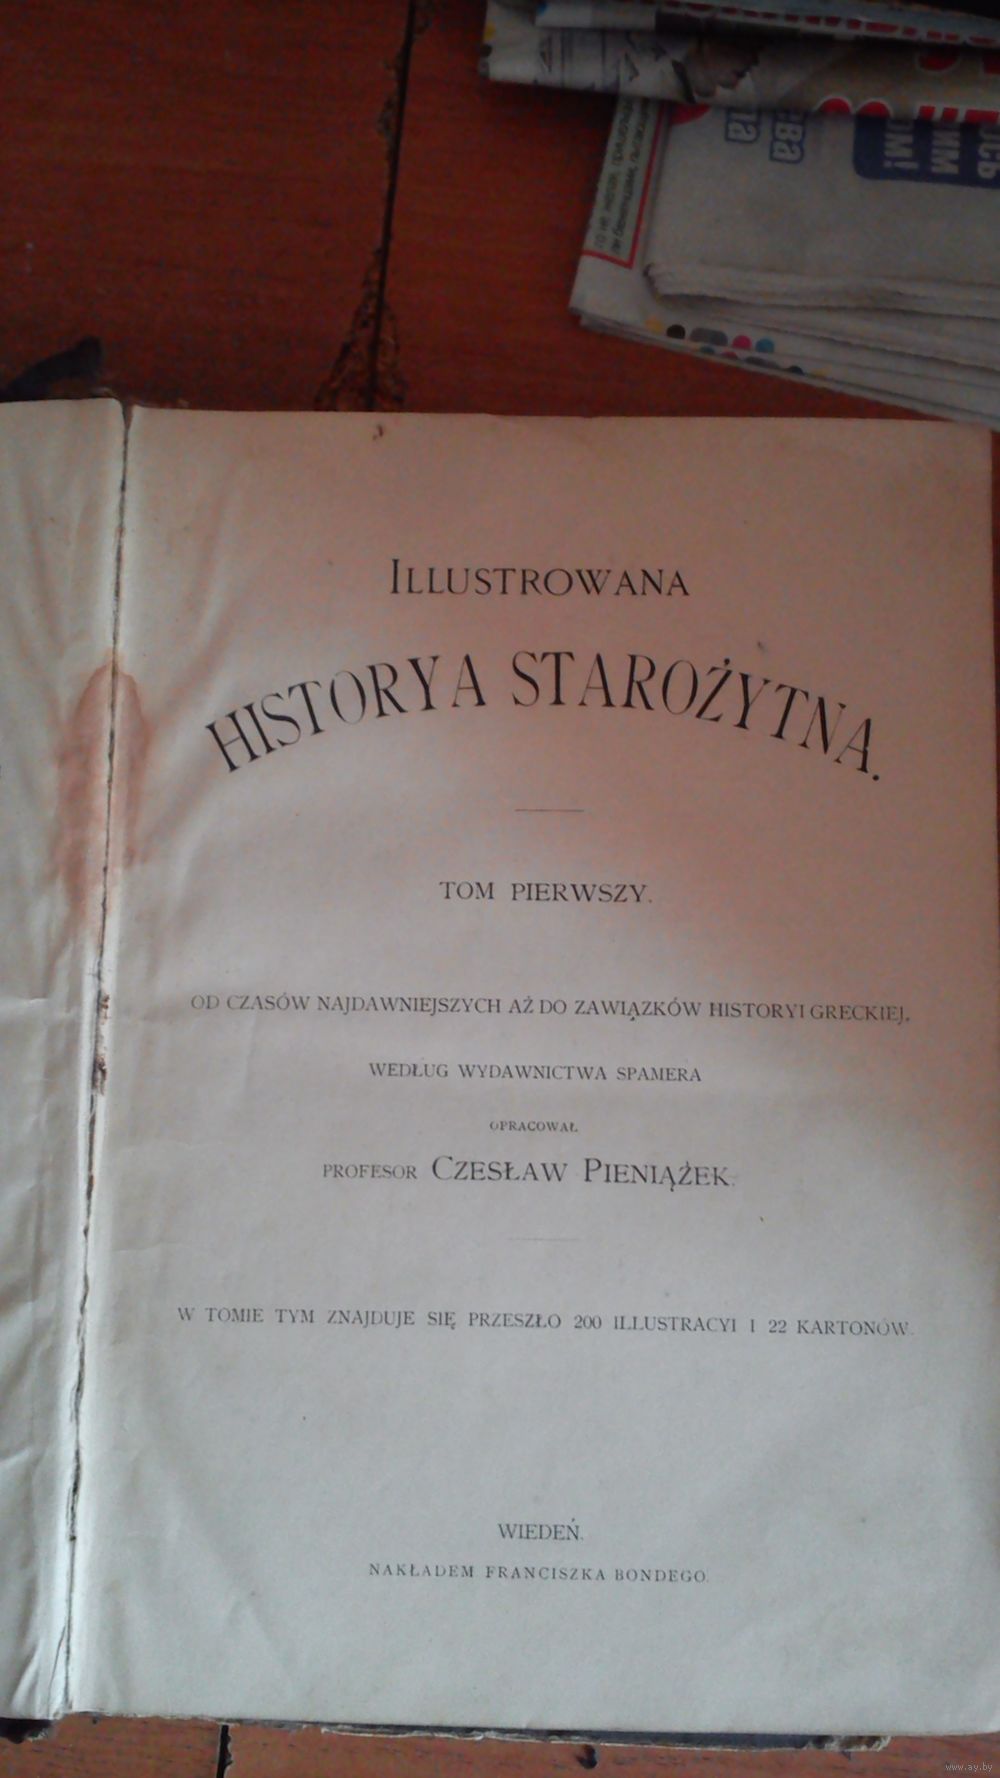 ILLUSTROWANA
HISTORYA STAROŻYTNA.
TOM PIERWSZY.
OD CZASÓW NAJDAWNIEJSZYCH AŻ DO ZAWIĄZKÓW HISTORYI GRECKIEJ.
WEDŁUG WYDAWNICTWA SPAMERA
OPRACOWAŁ
PROFESOR CZESŁAW PIENIĄŻEK.
W TOMIE TYM ZNAJDUJE SIĘ PRZESZŁO 200 ILLUSTRACYI I 22 KARTONÓW.
WIEDEŃ.
NAKŁADEM FRANCISZKA BONDEGO.
www.ay.by